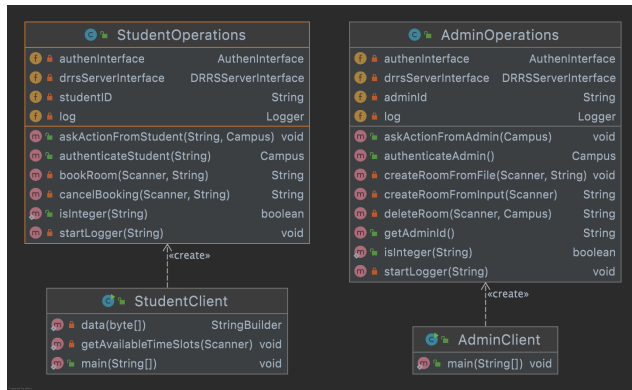 StudentOperations
authenInterface AuthenInterface
drrsServerInterface DRRSServerInterface
studentID String
log Logger
askActionFromStudent(String, Campus) void
authenticateStudent(String) Campus
bookRoom(Scanner, String) String
cancelBooking(Scanner, String) String
isInteger(String) boolean
startLogger(String) void
«create»
StudentClient
data(byte[]) StringBuilder
getAvailableTimeSlots(Scanner) void
main(String[]) void
AdminOperations
authenInterface AuthenInterface
drrsServerInterface DRRSServerInterface
adminId String
log Logger
askActionFromAdmin(Campus) void
authenticateAdmin() Campus
createRoomFromFile(Scanner, String) void
createRoomFromInput(Scanner) String
deleteRoom(Scanner, Campus) String
getAdminId() String
isInteger(String) boolean
startLogger(String) void
«create»
AdminClient
main(String[]) void